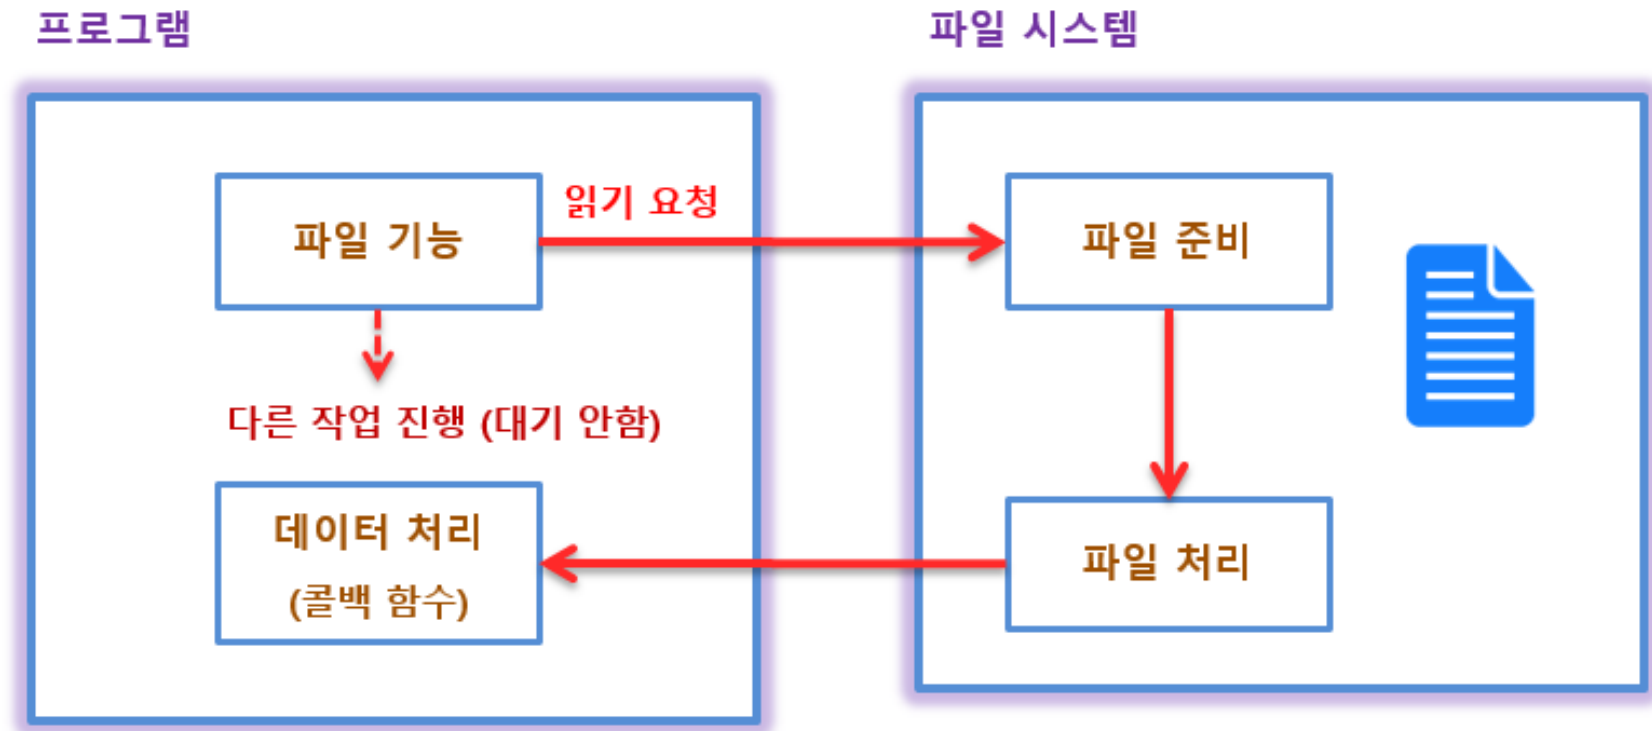 프로그램
파일 시스템
파일 기능
읽기 요청
파일 준비
다른 작업 진행 (대기 안함)
데이터 처리
(콜백 함수)
파일 처리